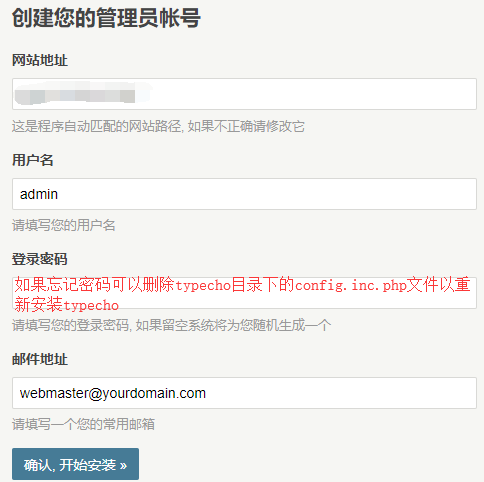 创建您的管理员帐号
网站地址
这是程序自动匹配的网站路径, 如果不正确请修改它
用户名
admin
请填写您的用户名
登录密码
如果忘记密码可以删除typecho目录下的config.inc.php文件以重
新安装typecho
请填写您的登录密码, 如果留空系统将为您随机生成一个
邮件地址
webmaster@yourdomain.com
请填写一个您的常用邮箱
确认, 开始安装 »